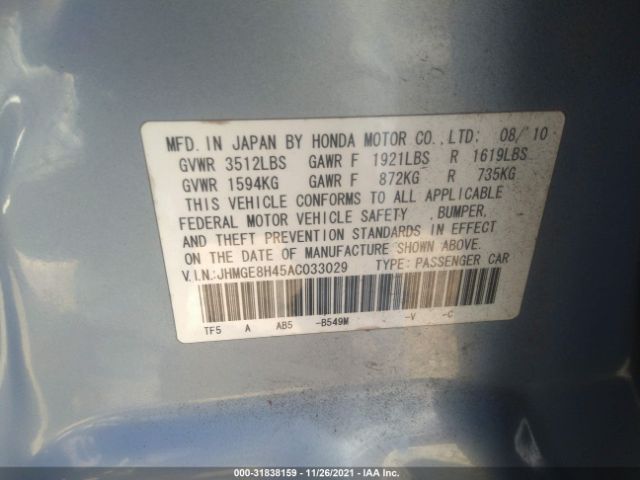 MFD. IN JAPAN BY HONDA MOTOR CO., LTD: 08/ 10
GVWR 3512LBS GAWR F 1921LBS R 1619LBS
GVWR 1594KG GAWR F 872KG R 735KG
THIS VEHICLE CONFORMS TO ALL APPLICABLE
FEDERAL MOTOR VEHICLE SAFETY , BUMPER,
AND THEFT PREVENTION STANDARDS IN EFFECT
ON THE DATE OF MANUFACTURE SHOWN ABOVE.
V.I.N:JHMGE8H45AC033029 TYPE: PASSENGER CAR
TF5 A AB5 -B549M -V -C
000-31838159 - 11/26/2021 - IAA Inc.